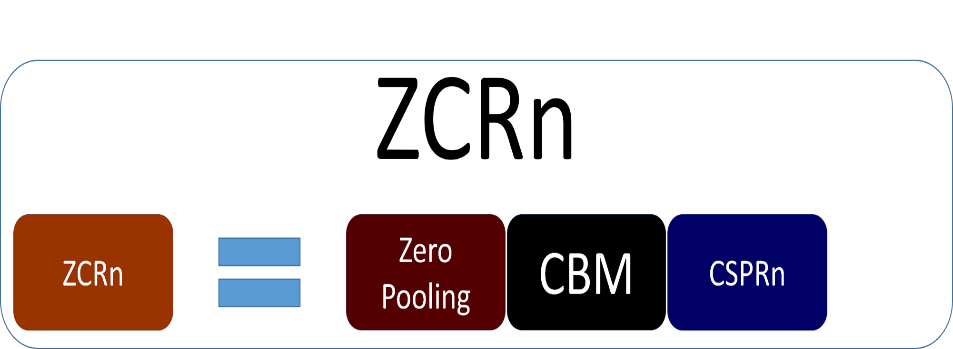 ZCRn
ZCRn
Zero
Pooling
CBM
CSPRn